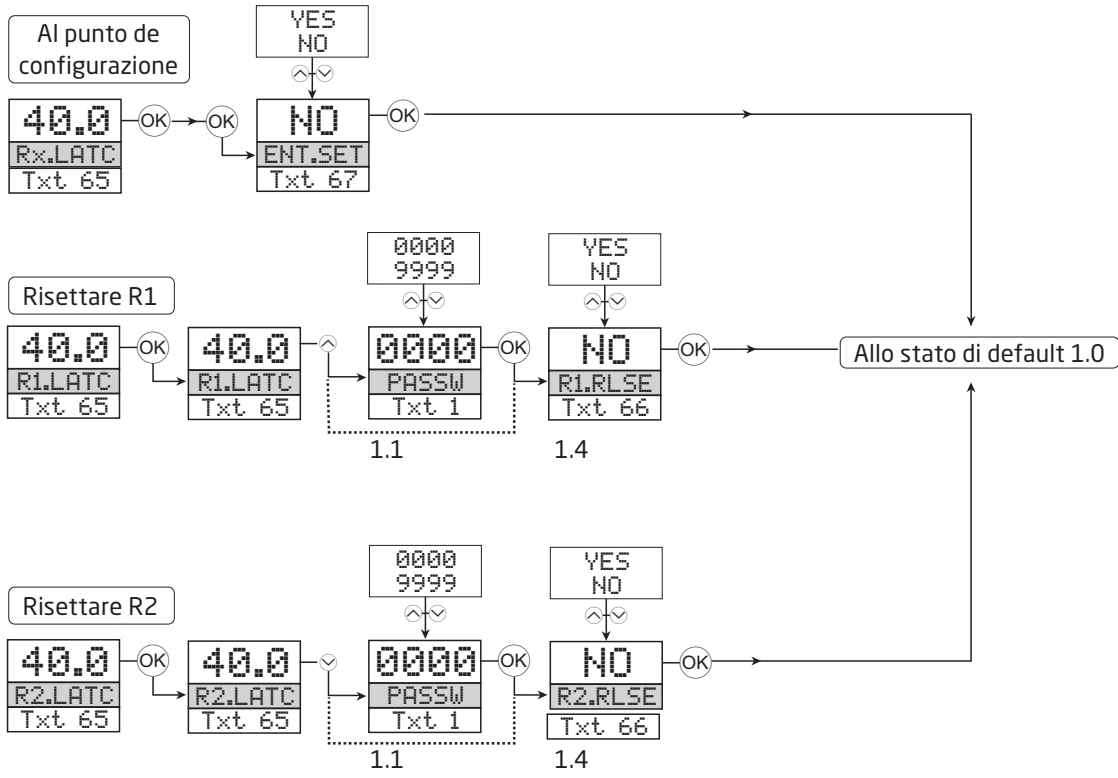 Al punto de
configurazione
YES
NO
40.0
OK
OK
NO
OK
Rx.LATC
ENT.SET
Txt 65
Txt 67
0000
9999
YES
NO
Risettare R1
40.0
OK
40.0
0000
OK
NO
OK
Allo stato di default 1.0
R1.LATC
R1.LATC
PASSW
R1.RLSE
Txt 65
Txt 65
Txt 1
Txt 66
1.1
1.4
0000
9999
YES
NO
Risettare R2
40.0
OK
40.0
0000
OK
NO
OK
R2.LATC
R2.LATC
PASSW
R2.RLSE
Txt 65
Txt 65
Txt 1
Txt 66
1.1
1.4